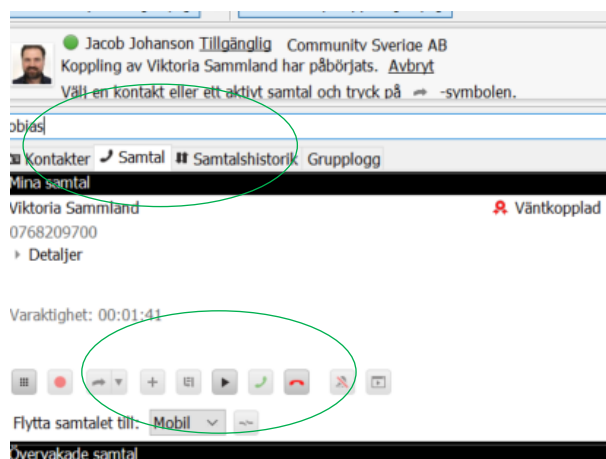 Jacob Johanson Tillgänglig Community Sverige AB
Koppling av Viktoria Sammland har påbörjats. Avbryt
Välj en kontakt eller ett aktivt samtal och tryck på -symbolen.
obias
Kontakter Samtal Samtalshistorik Grupplogg
Mina samtal
Viktoria Sammland Väntkopplad
0768209700
Detaljer
Varaktighet: 00:01:41
Flytta samtalet till: Mobil
Övervakade samtal